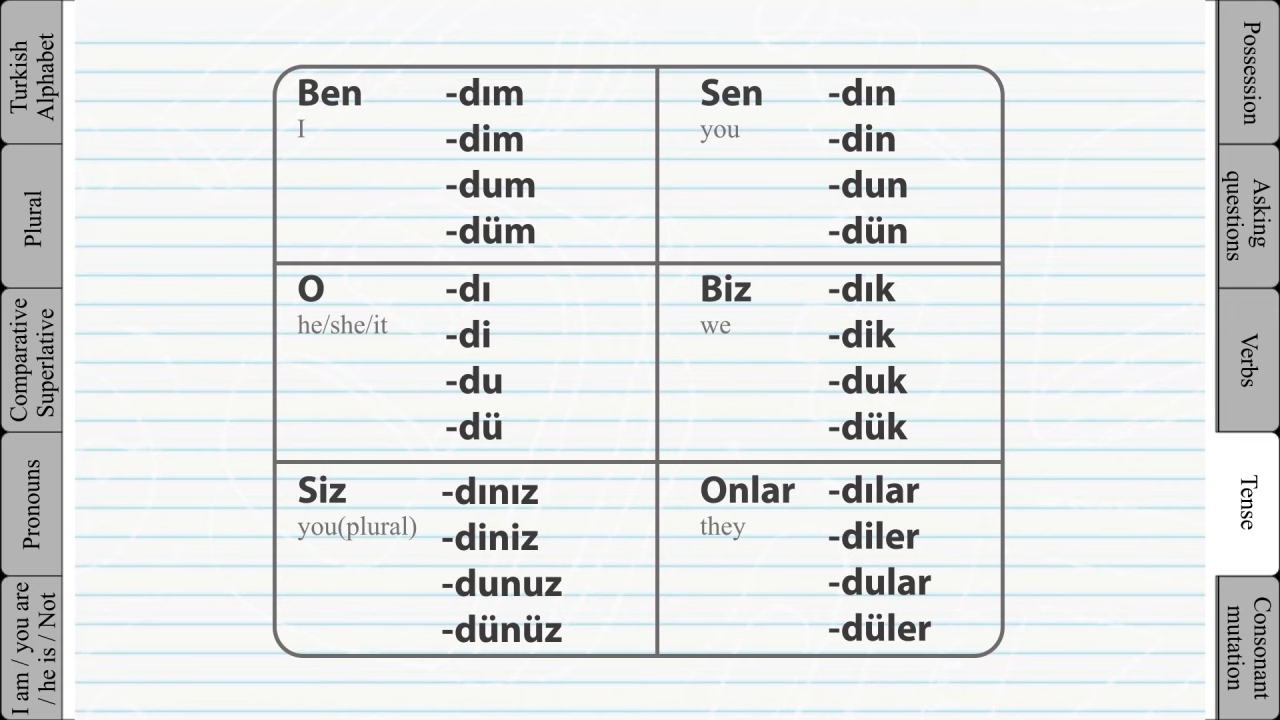 Turkish
Alphabet
Plural
Comparative
Superlative
Pronouns
I am / you are
/ he is / Not
Ben -dım
I
-dim
-dum
-düm
Sen -dın
you
-din
-dun
-dün
O -dı
he/she/it
-di
-du
-dü
Biz -dık
we
-dik
-duk
-dük
Siz -dınız
you(plural)
-diniz
-dunuz
-dünüz
Onlar -dılar
they
-diler
-dular
-düler
Possession
Asking
questions
Verbs
Tense
Consonant
mutation